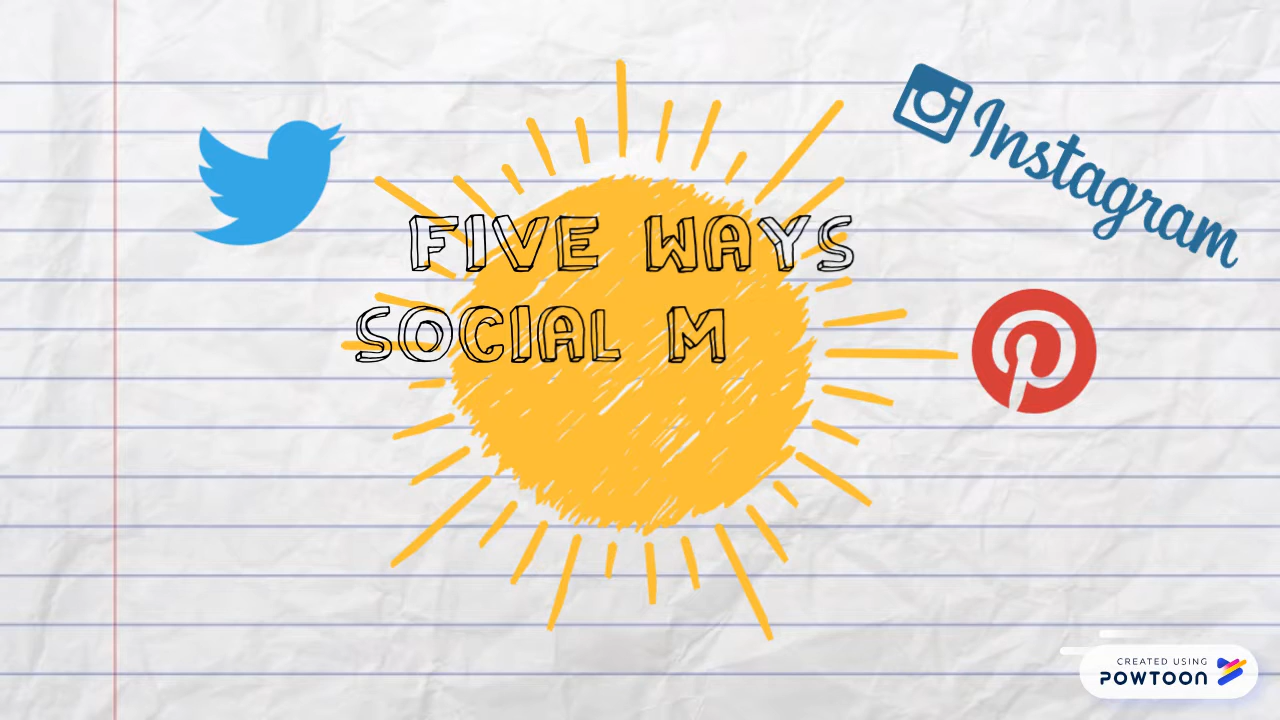 Instagram
FIVE WAYS
SOCIAL M
CREATED USING
POWTOON